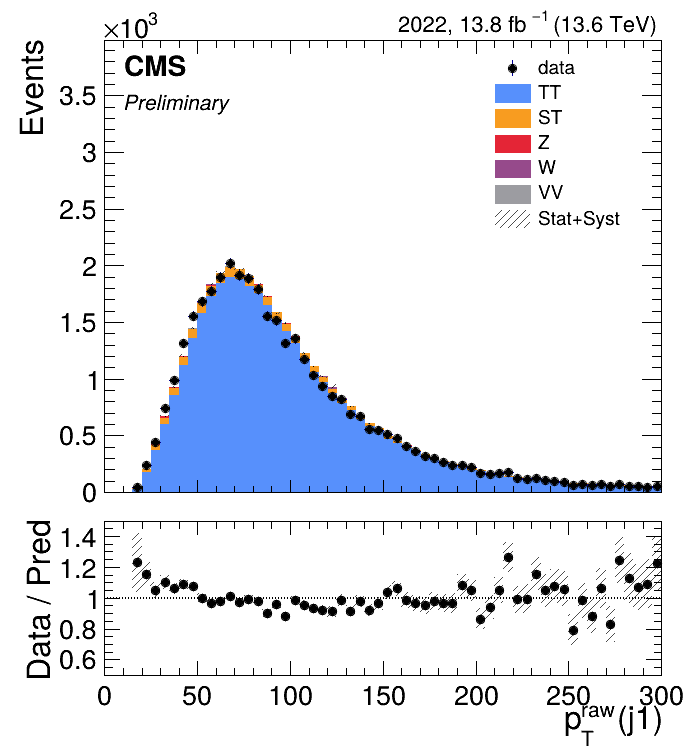 ×10³
2022, 13.8 fb⁻¹ (13.6 TeV)
CMS
Preliminary
Events
3.5
3
2.5
2
1.5
1
0.5
0
data
TT
ST
Z
W
VV
Stat+Syst
Data / Pred
1.4
1.2
1
0.8
0.6
0 50 100 150 200 250 300
p_T^raw(j1)